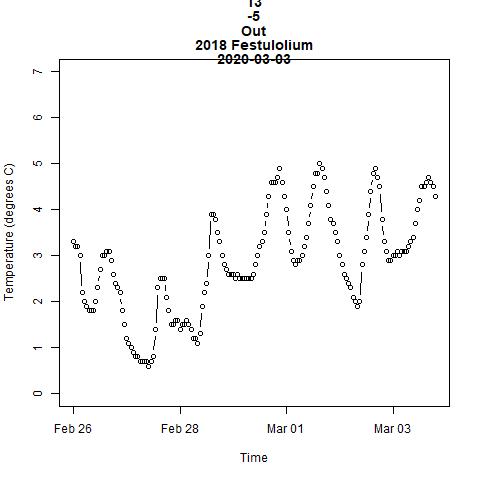 13
-5
Out
2018 Festulolium
2020-03-03
7
6
5
4
3
2
1
0
Temperature (degrees C)
Feb 26 Feb 28 Mar 01 Mar 03
Time